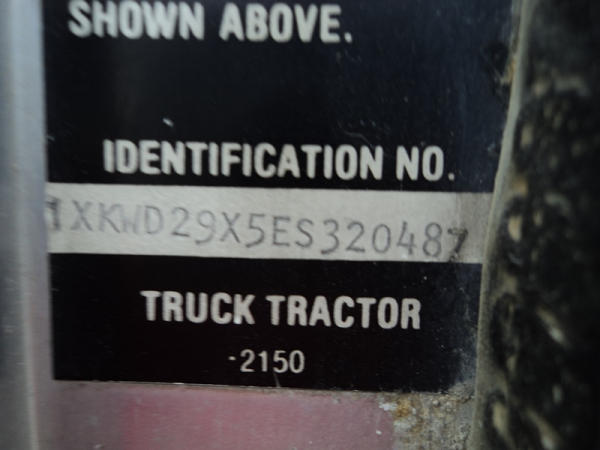 SHOWN ABOVE.
IDENTIFICATION NO.
1XKWD29X5ES320487
TRUCK TRACTOR
-2150